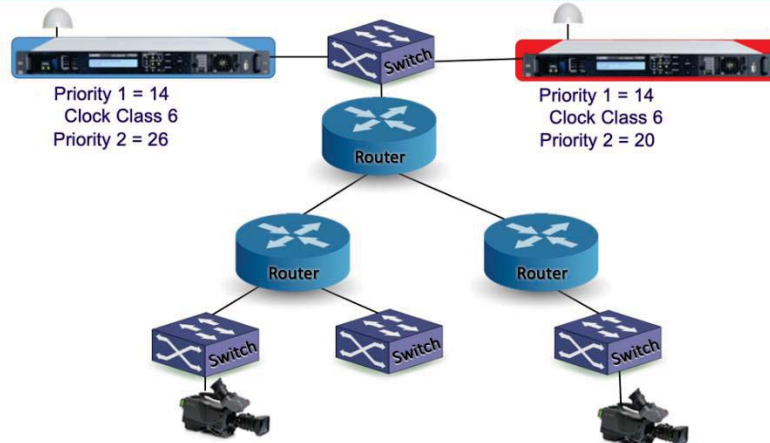 Switch
Priority 1 = 14
Clock Class 6
Priority 2 = 26
Priority 1 = 14
Clock Class 6
Priority 2 = 20
Router
Router
Router
Switch
Switch
Switch